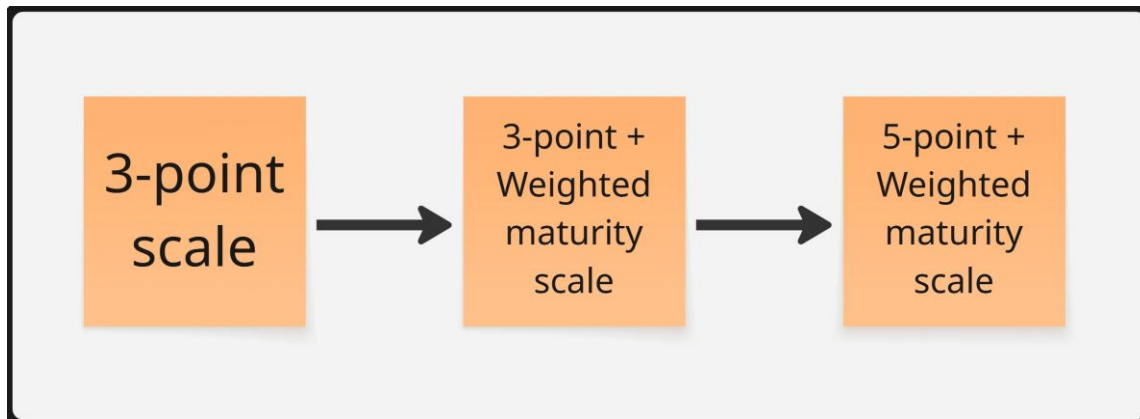 3-point
scale
3-point +
Weighted
maturity
scale
5-point +
Weighted
maturity
scale